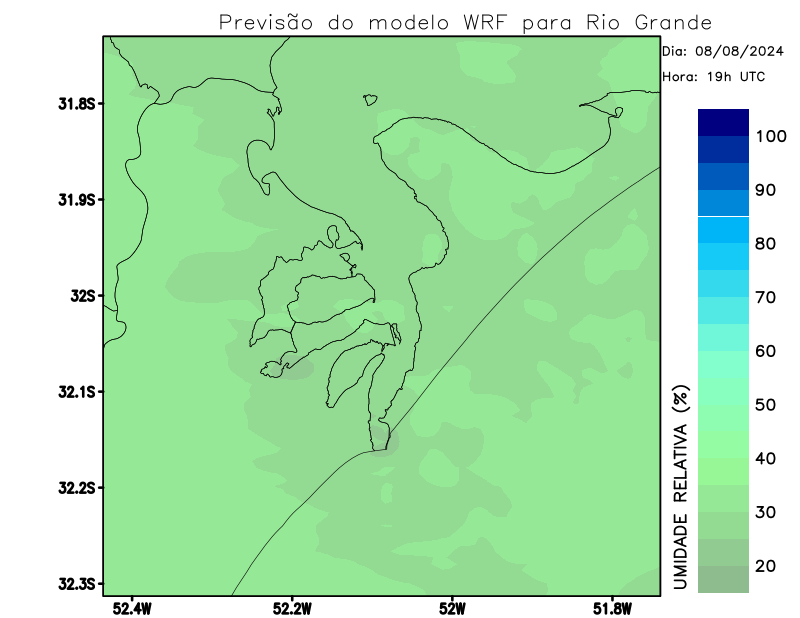 Previsão do modelo WRF para Rio Grande
Dia: 08/08/2024
Hora: 19h UTC
31.8S
31.9S
32S
32.1S
32.2S
32.3S
52.4W
52.2W
52W
51.8W
UMIDADE RELATIVA (%)
100
90
80
70
60
50
40
30
20